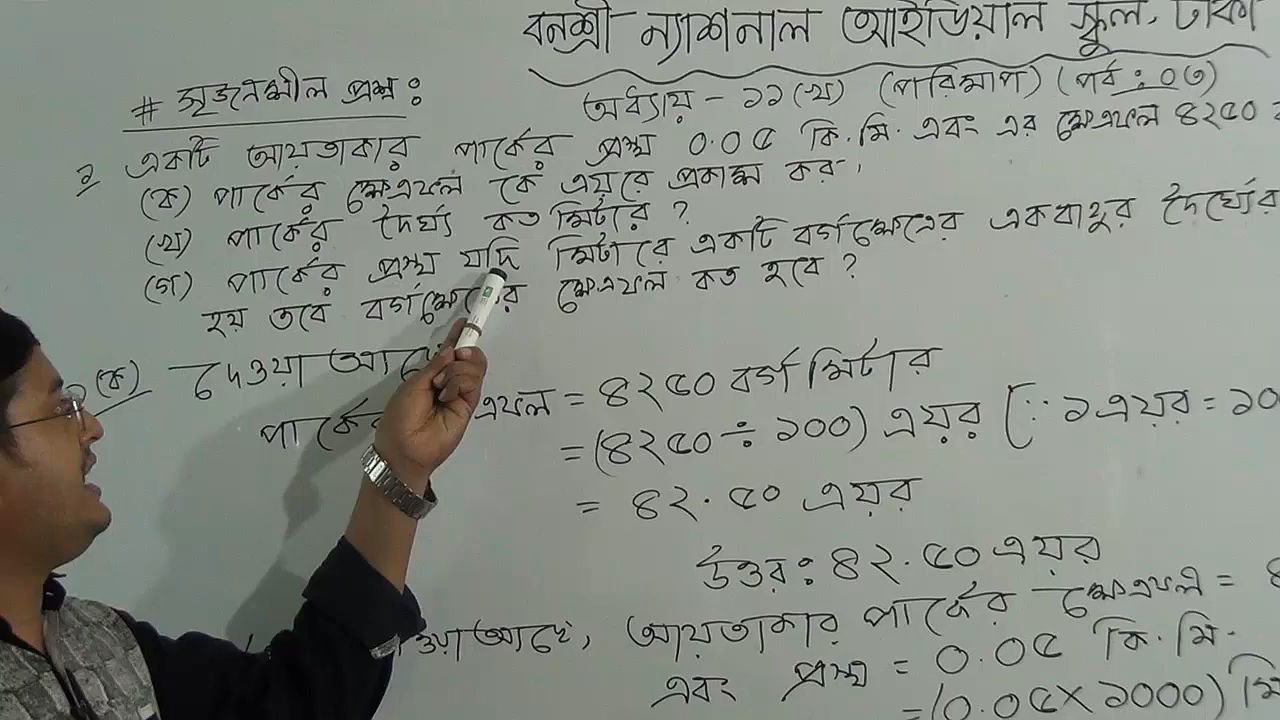 বনশ্রী ন্যাশনাল আইডিয়াল স্কুল, ঢাকা
# সৃজনশীল প্রশ্ন :
অধ্যায় - ১১ (খ) (পরিমাপ) (পর্ব : ০৩)
২ একটি আয়তাকার পার্কের প্রস্থ ০.০৫ কি.মি. এবং এর ক্ষেত্রফল ৪২৫০
(ক) পার্কের ক্ষেত্রফল কে এয়রে প্রকাশ কর।
(খ) পার্কের দৈর্ঘ্য কত মিটার ?
(গ) পার্কের প্রস্থ যদি মিটারে একটি বর্গক্ষেত্রের একবাহুর দৈর্ঘ্যের
হয় তবে বর্গক্ষেত্রের ক্ষেত্রফল কত হবে ?
(ক) দেওয়া আছে
পার্কের = ৪২৫০ বর্গ মিটার
= (৪২৫০ ÷ ১০০) এয়র [∵ ১ এয়র = ১০
= ৪২.৫০ এয়র
উত্তর : ৪২.৫০ এয়র
আছে, আয়তাকার পার্কের ক্ষেত্রফল =
এবং প্রস্থ = ০.০৫ কি.মি.
= (০.০৫ × ১০০০) মি